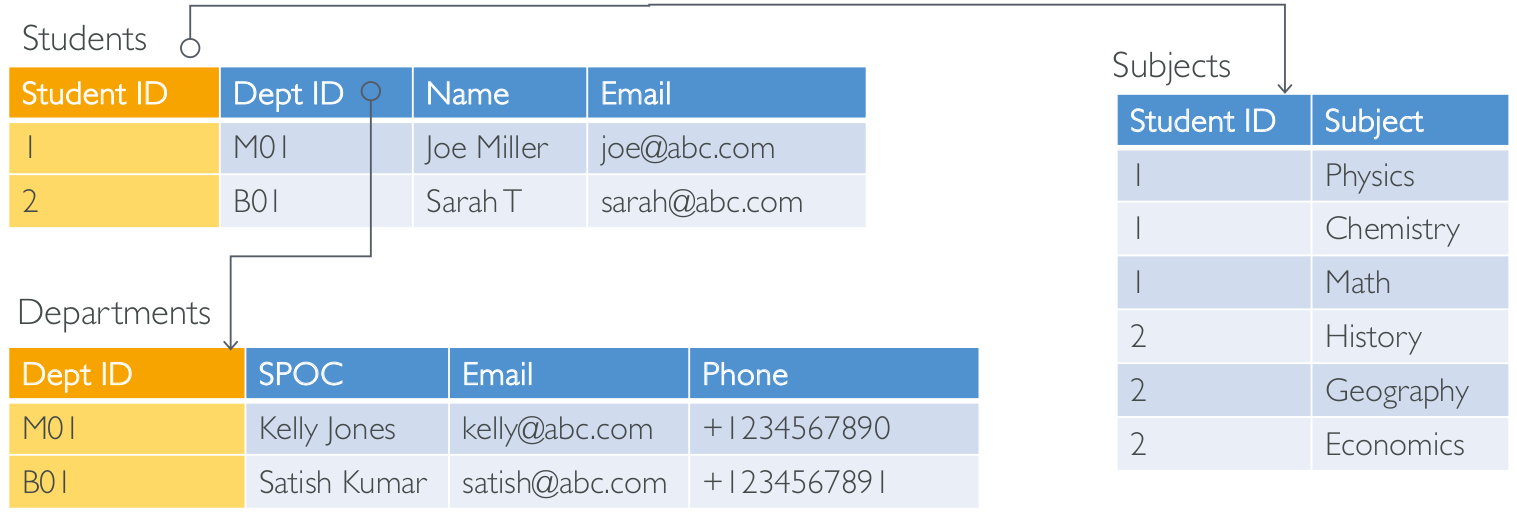 Students
Student ID Dept ID Name Email
1 M01 Joe Miller joe@abc.com
2 B01 Sarah T sarah@abc.com
Departments
Dept ID SPOC Email Phone
M01 Kelly Jones kelly@abc.com +1234567890
B01 Satish Kumar satish@abc.com +1234567891
Subjects
Student ID Subject
1 Physics
1 Chemistry
1 Math
2 History
2 Geography
2 Economics